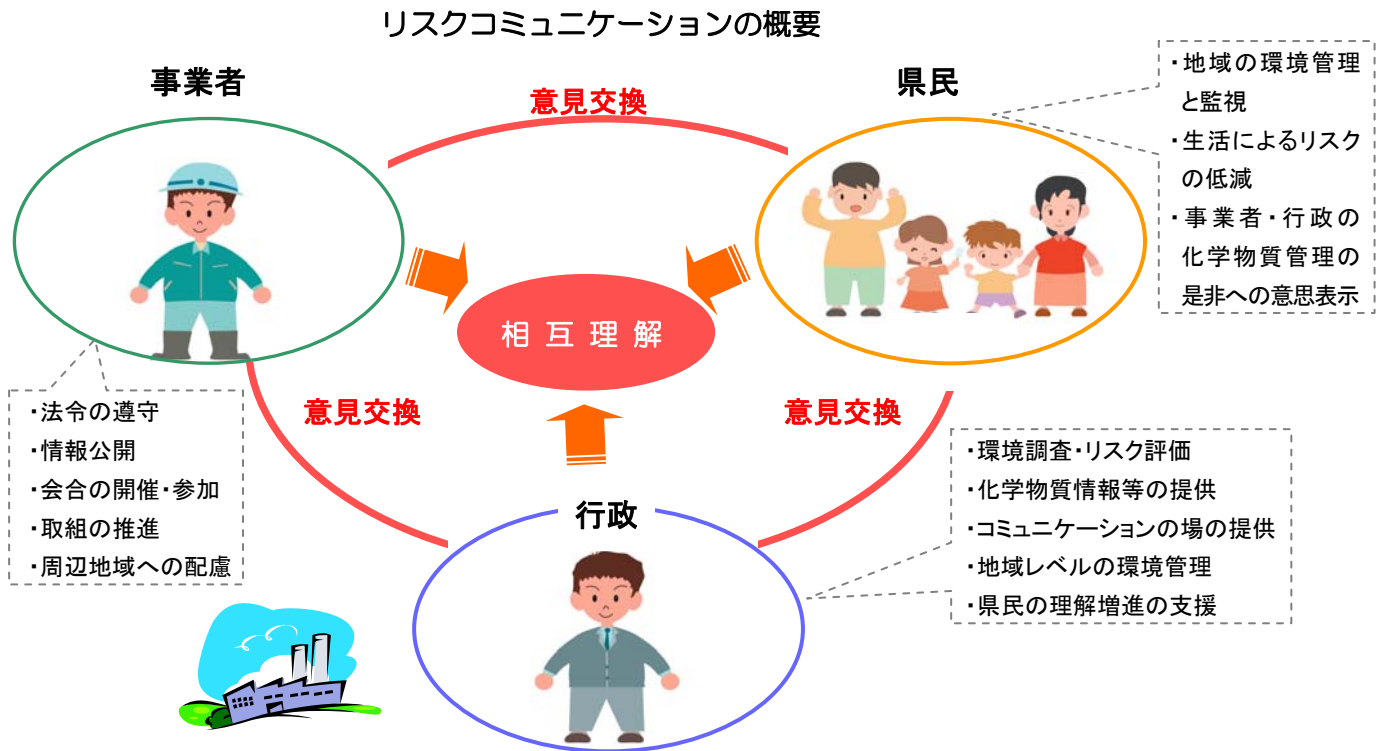 リスクコミュニケーションの概要
事業者
意見交換
県民
・地域の環境管理
と監視
・生活によるリスク
の低減
・事業者・行政の
化学物質管理の
是非への意思表示
相互理解
・法令の遵守
・情報公開
・会合の開催・参加
・取組の推進
・周辺地域への配慮
意見交換
意見交換
行政
・環境調査・リスク評価
・化学物質情報等の提供
・コミュニケーションの場の提供
・地域レベルの環境管理
・県民の理解増進の支援